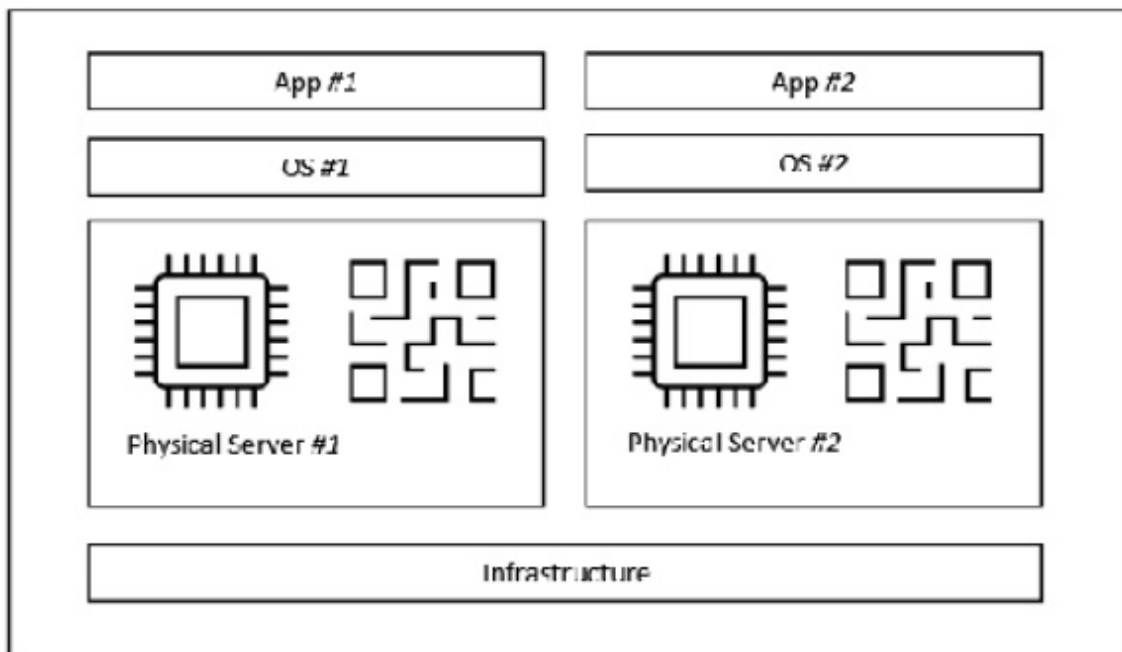 App #1
App #2
OS #1
OS #2
Physical Server #1
Physical Server #2
Infrastructure